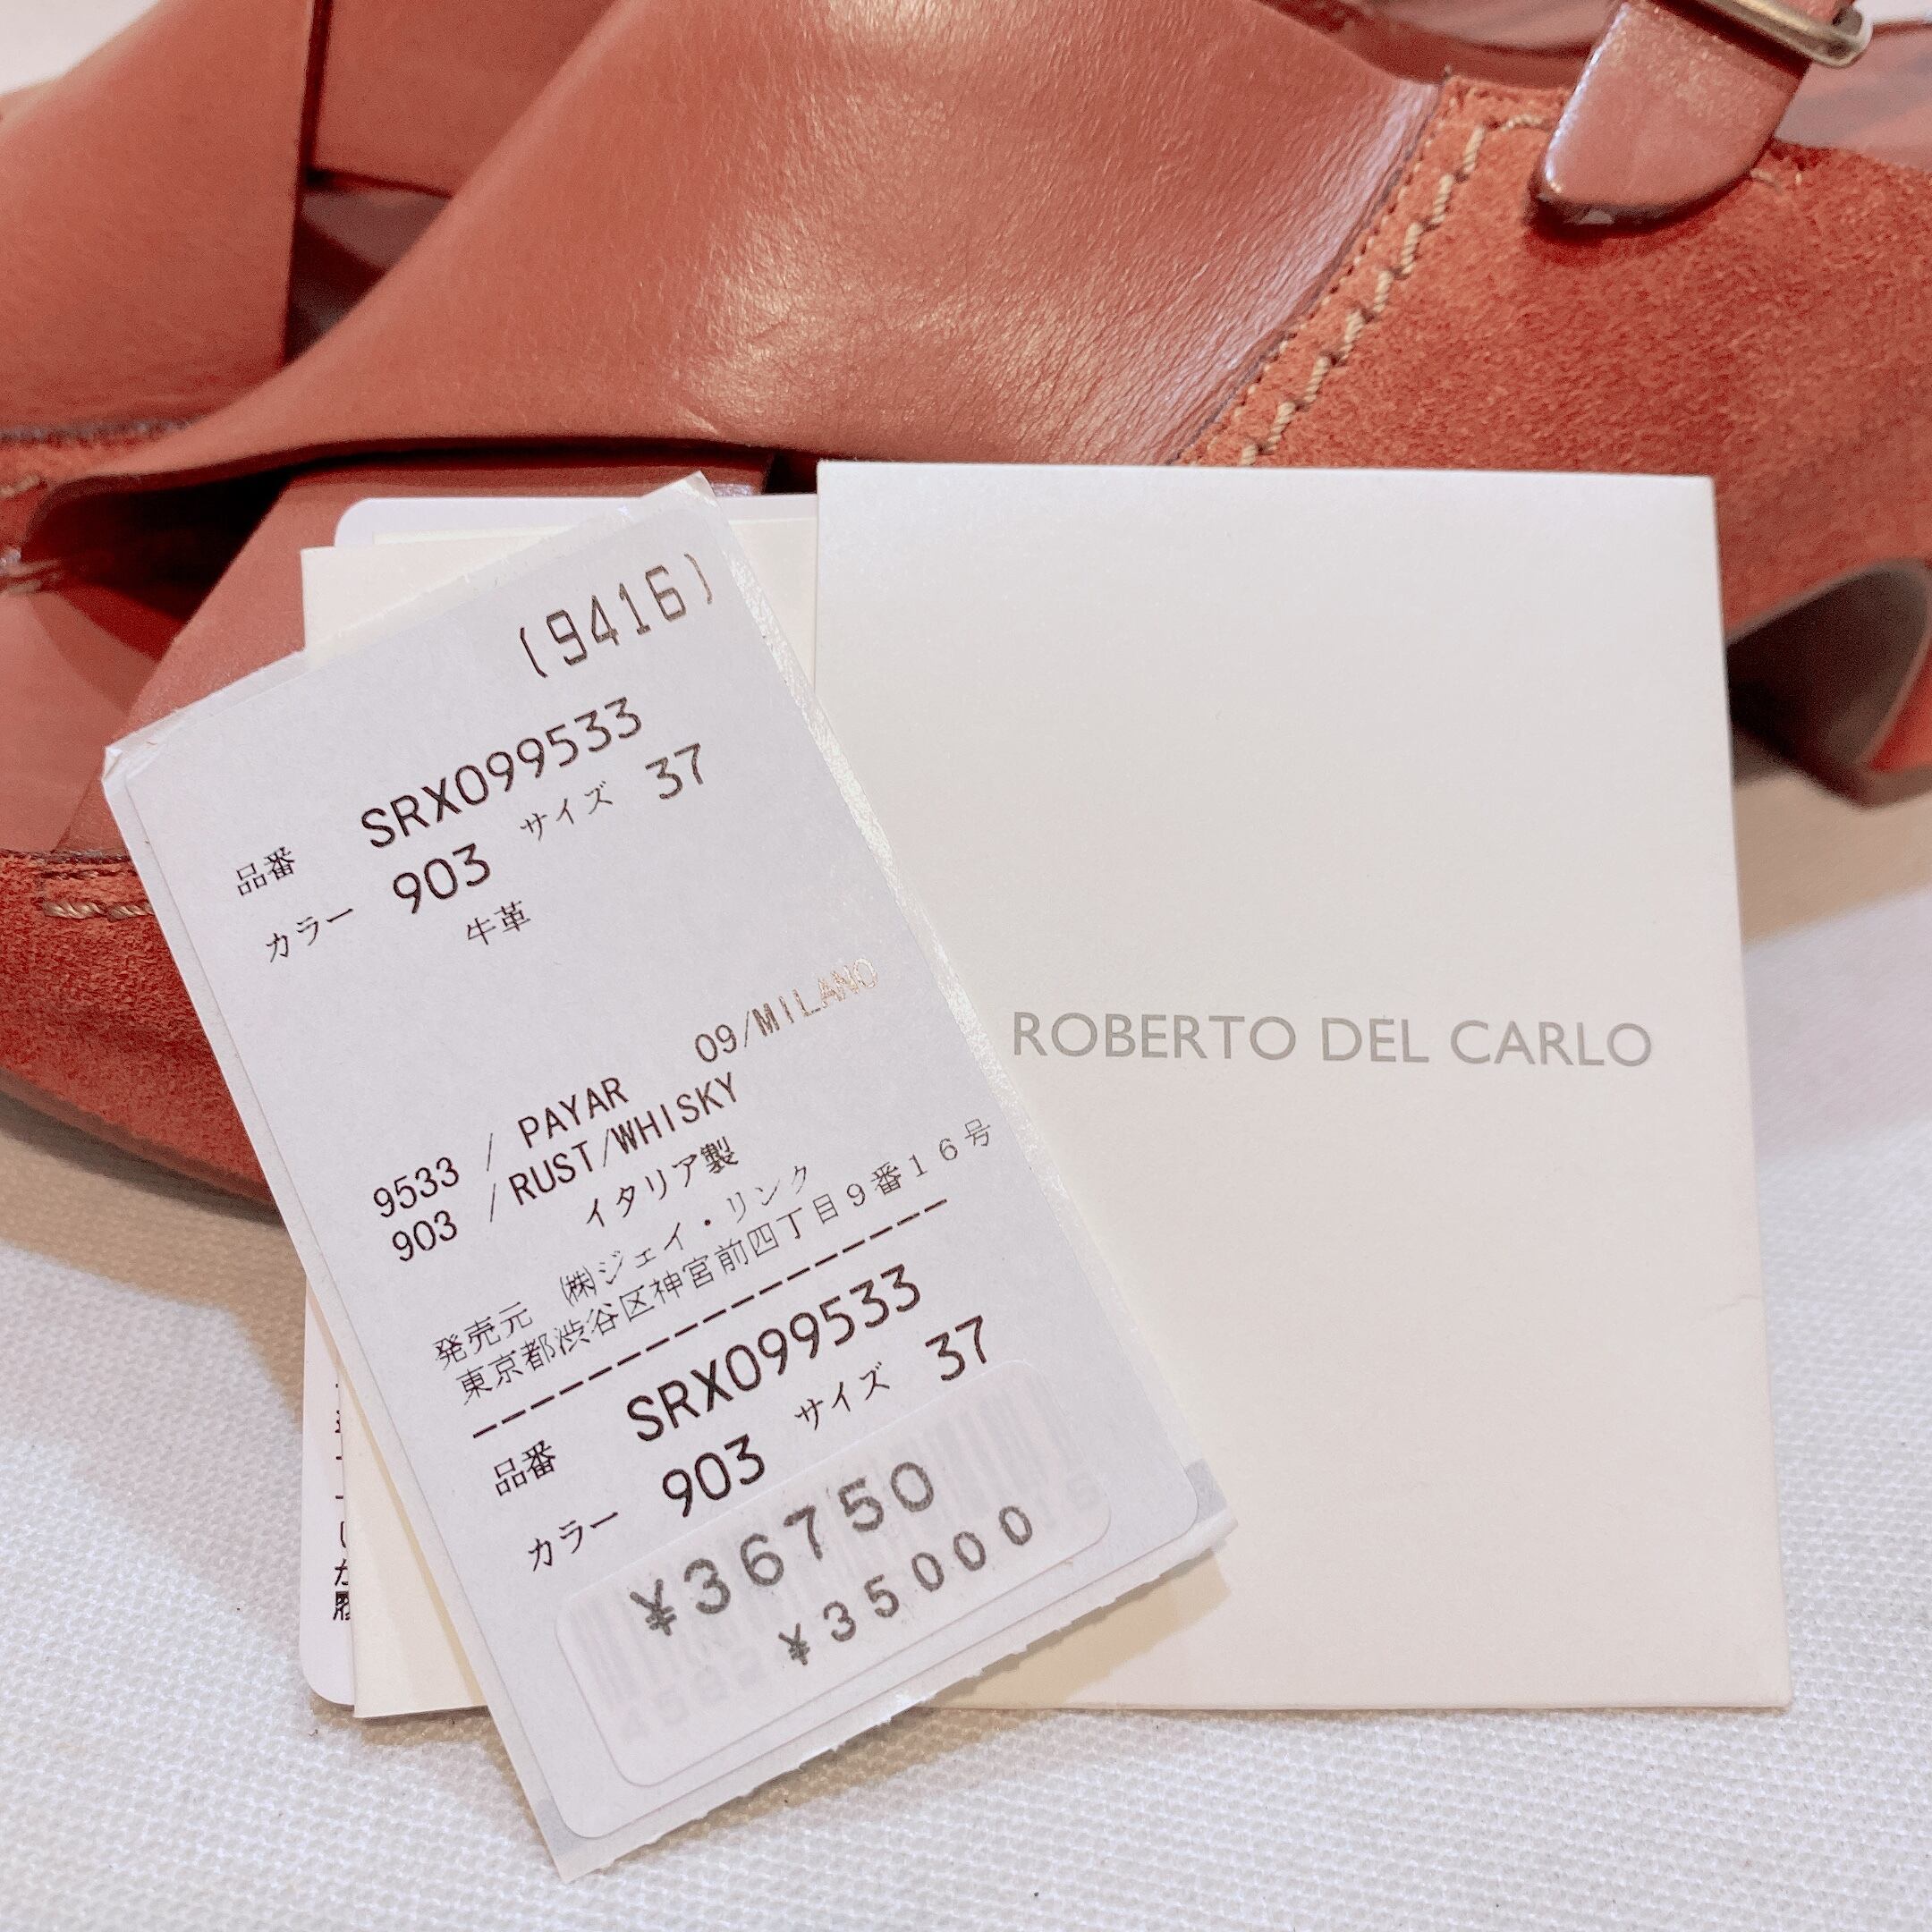 (9416)
品番 SRX099533
カラー 903 サイズ 37
牛革
09/MILANO
9533 / PAYAR
903 /RUST/WHISKY
イタリア製
発売元 ㈱ジェイ・リンク
東京都渋谷区神宮前四丁目9番16号
品番 SRX099533
カラー 903 サイズ 37
¥36750
¥35000
ROBERTO DEL CARLO